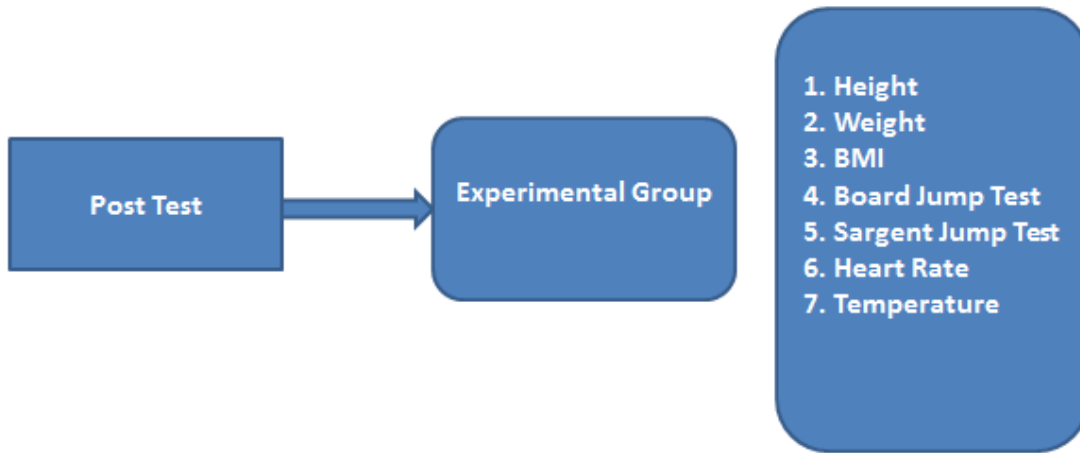 Post Test
Experimental Group
1. Height
2. Weight
3. BMI
4. Board Jump Test
5. Sargent Jump Test
6. Heart Rate
7. Temperature